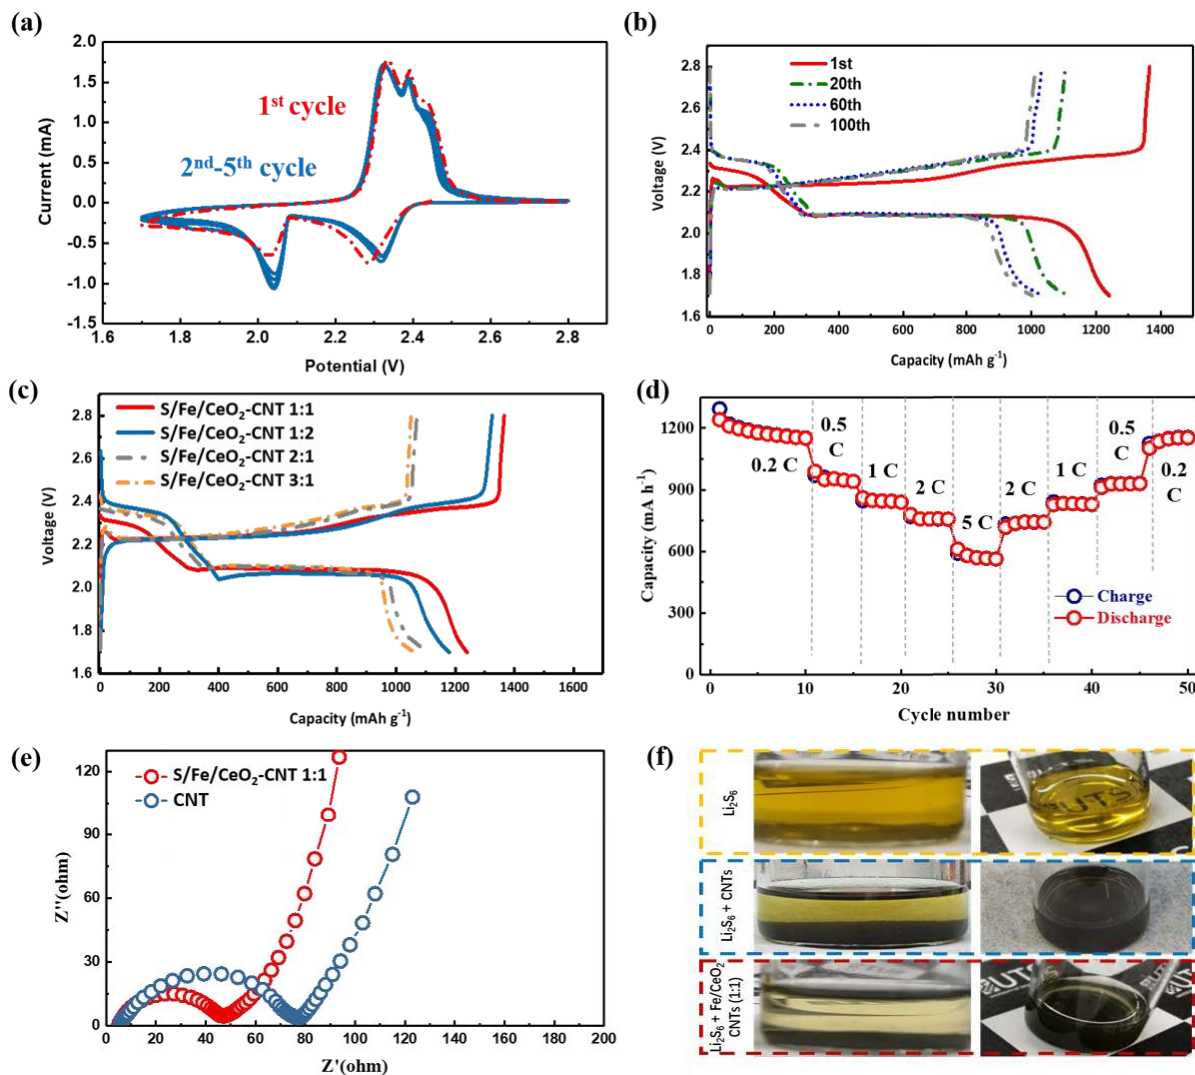 (a)
2.0
1.5
1.0
0.5
0.0
-0.5
-1.0
-1.5
Current (mA)
1st cycle
2nd-5th cycle
1.6 1.8 2.0 2.2 2.4 2.6 2.8
Potential (V)
(b)
2.8
2.6
2.4
2.2
2.0
1.8
1.6
Voltage (V)
1st
20th
60th
100th
0 200 400 600 800 1000 1200 1400
Capacity (mAh g-1)
(c)
2.8
2.6
2.4
2.2
2.0
1.8
1.6
Voltage (V)
S/Fe/CeO2-CNT 1:1
S/Fe/CeO2-CNT 1:2
S/Fe/CeO2-CNT 2:1
S/Fe/CeO2-CNT 3:1
0 200 400 600 800 1000 1200 1400 1600
Capacity (mAh g-1)
(d)
1200
900
600
300
0
Capacity (mA h-1)
0.2 C
0.5
C
1 C
2 C
5 C
2 C
1 C
0.5
C
0.2
C
Charge
Discharge
0 10 20 30 40 50
Cycle number
(e)
120
90
60
30
0
Z''(ohm)
S/Fe/CeO2-CNT 1:1
CNT
0 20 40 60 80 100 120 140 160 180 200
Z'(ohm)
(f)
Li2S6
UTS
Li2S6 + CNTs
Li2S6 + Fe/CeO2
CNTs (1:1)
UTS